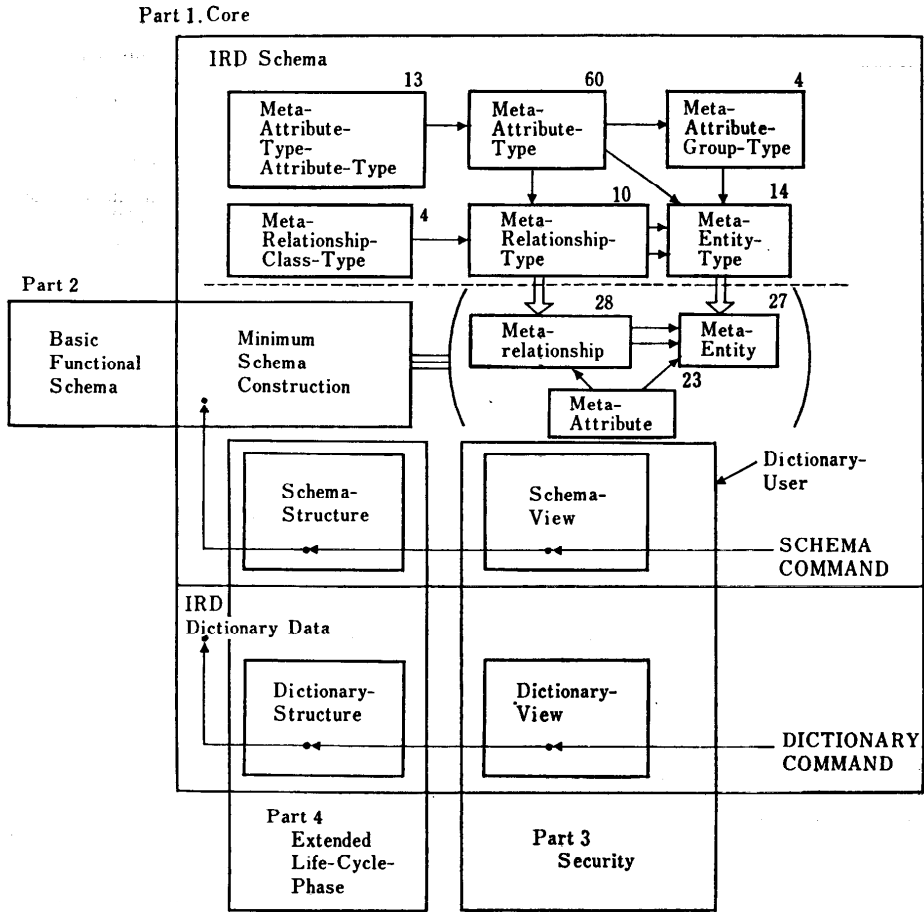 Part 1. Core
IRD Schema
13
Meta-
Attribute-
Type-
Attribute-Type
60
Meta-
Attribute-
Type
4
Meta-
Attribute-
Group-Type
4
Meta-
Relationship-
Class-Type
10
Meta-
Relationship-
Type
14
Meta-
Entity-
Type
Part 2
Basic
Functional
Schema
Minimum
Schema
Construction
28
Meta-
relationship
27
Meta-
Entity
23
Meta-
Attribute
Schema-
Structure
Schema-
View
Dictionary-
User
SCHEMA
COMMAND
IRD
Dictionary Data
Dictionary-
Structure
Dictionary-
View
DICTIONARY
COMMAND
Part 4
Extended
Life-Cycle-
Phase
Part 3
Security